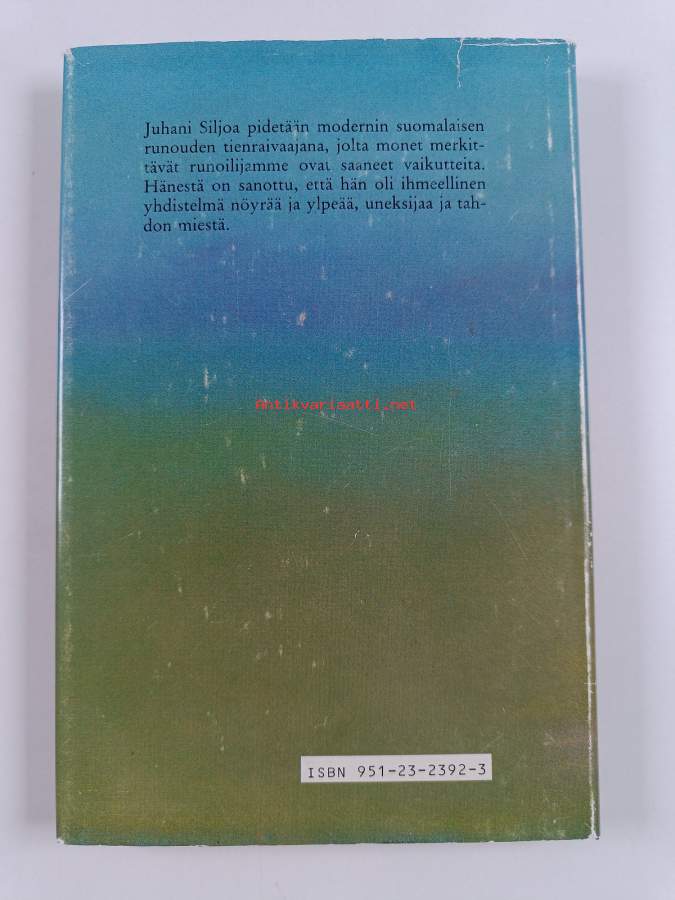 Juhani Siljoa pidetään modernin suomalaisen
runouden tienraivaajana, jolta monet merkit-
tävät runoilijamme ovat saaneet vaikutteita.
Hänestä on sanottu, että hän oli ihmeellinen
yhdistelmä nöyrää ja ylpeää, uneksijaa ja tah-
don miestä.
Antikvariaatti.net
ISBN 951-23-2392-3